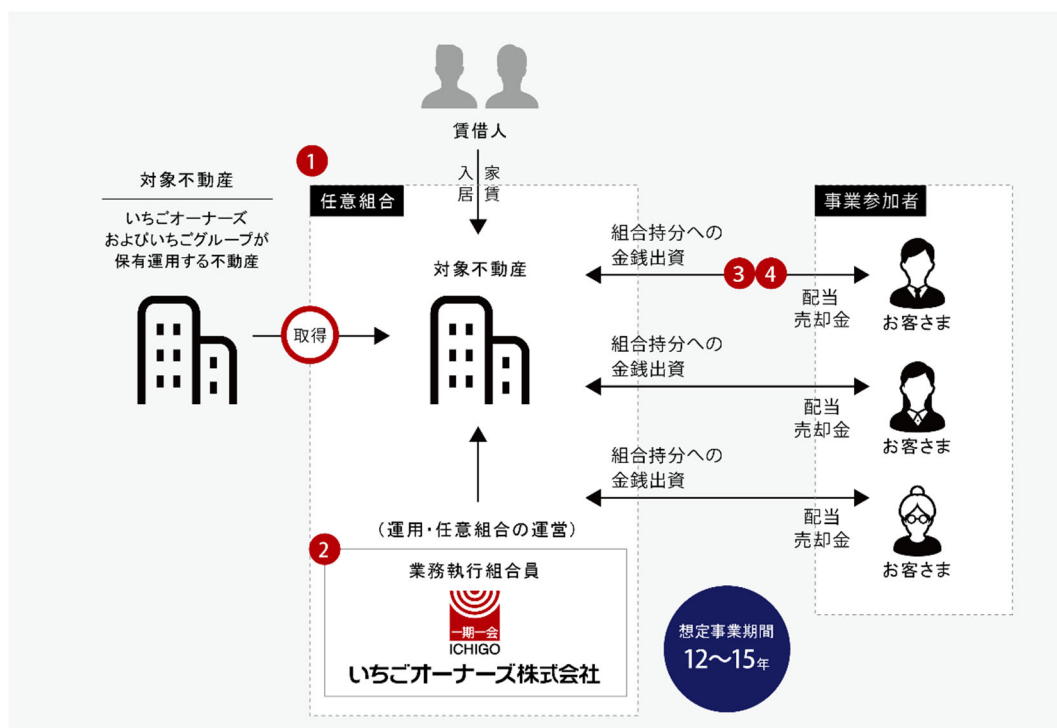 賃借人
入居
家賃
1
対象不動産
いちごオーナーズ
およびいちごグループが
保有運用する不動産
取得
任意組合
対象不動産
組合持分への
金銭出資
3 4
配当
売却金
組合持分への
金銭出資
配当
売却金
組合持分への
金銭出資
配当
売却金
事業参加者
お客さま
お客さま
お客さま
(運用・任意組合の運営)
2
業務執行組合員
一期一会
ICHIGO
いちごオーナーズ株式会社
想定事業期間
12〜15年